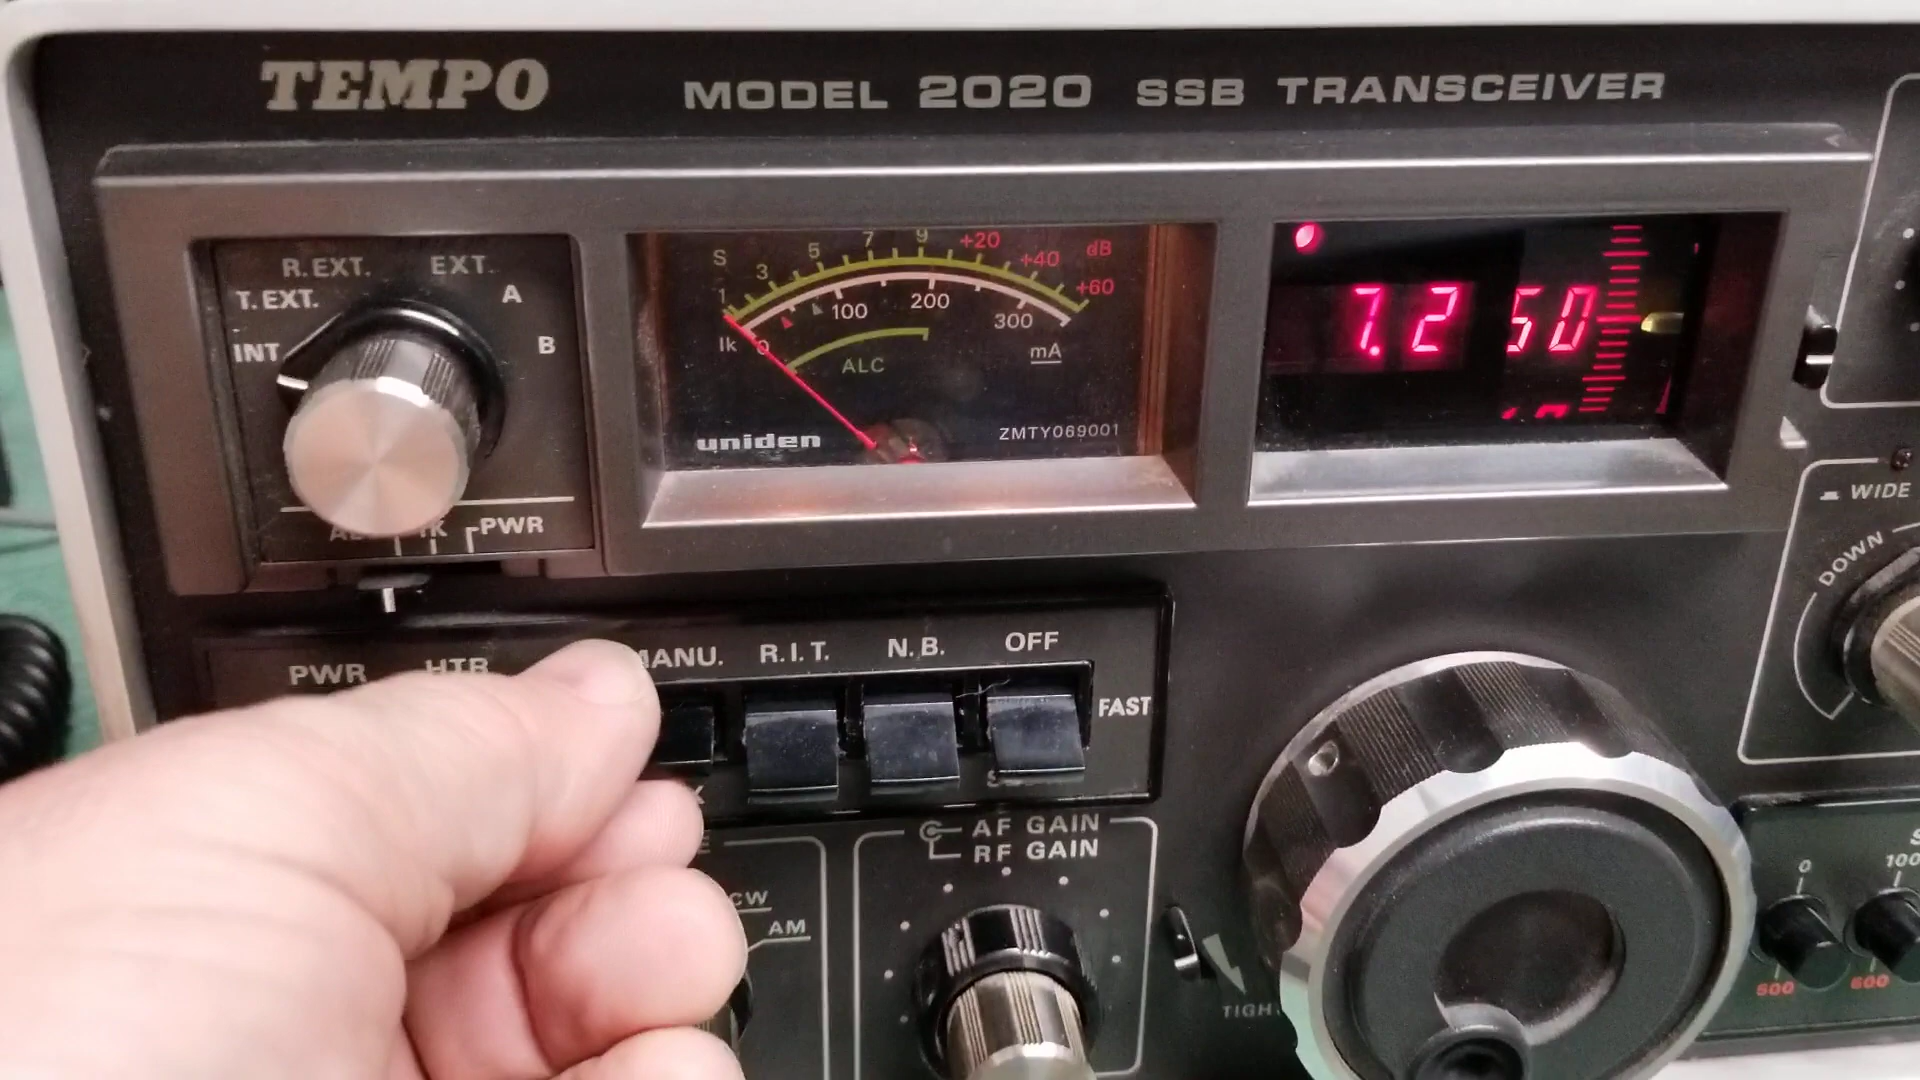 TEMPO MODEL 2020 SSB TRANSCEIVER
R.EXT. EXT.
T.EXT. A
INT B
PWR
S 1 3 5 7 9 +20 +40 +60 dB
Ik 0 100 200 300 mA
ALC
uniden ZMTY069001
7.2 50
WIDE
DOWN
PWR HTR MANU. R.I.T. N.B. OFF
FAST
AF GAIN
RF GAIN
CW
AM
0 100
600 600